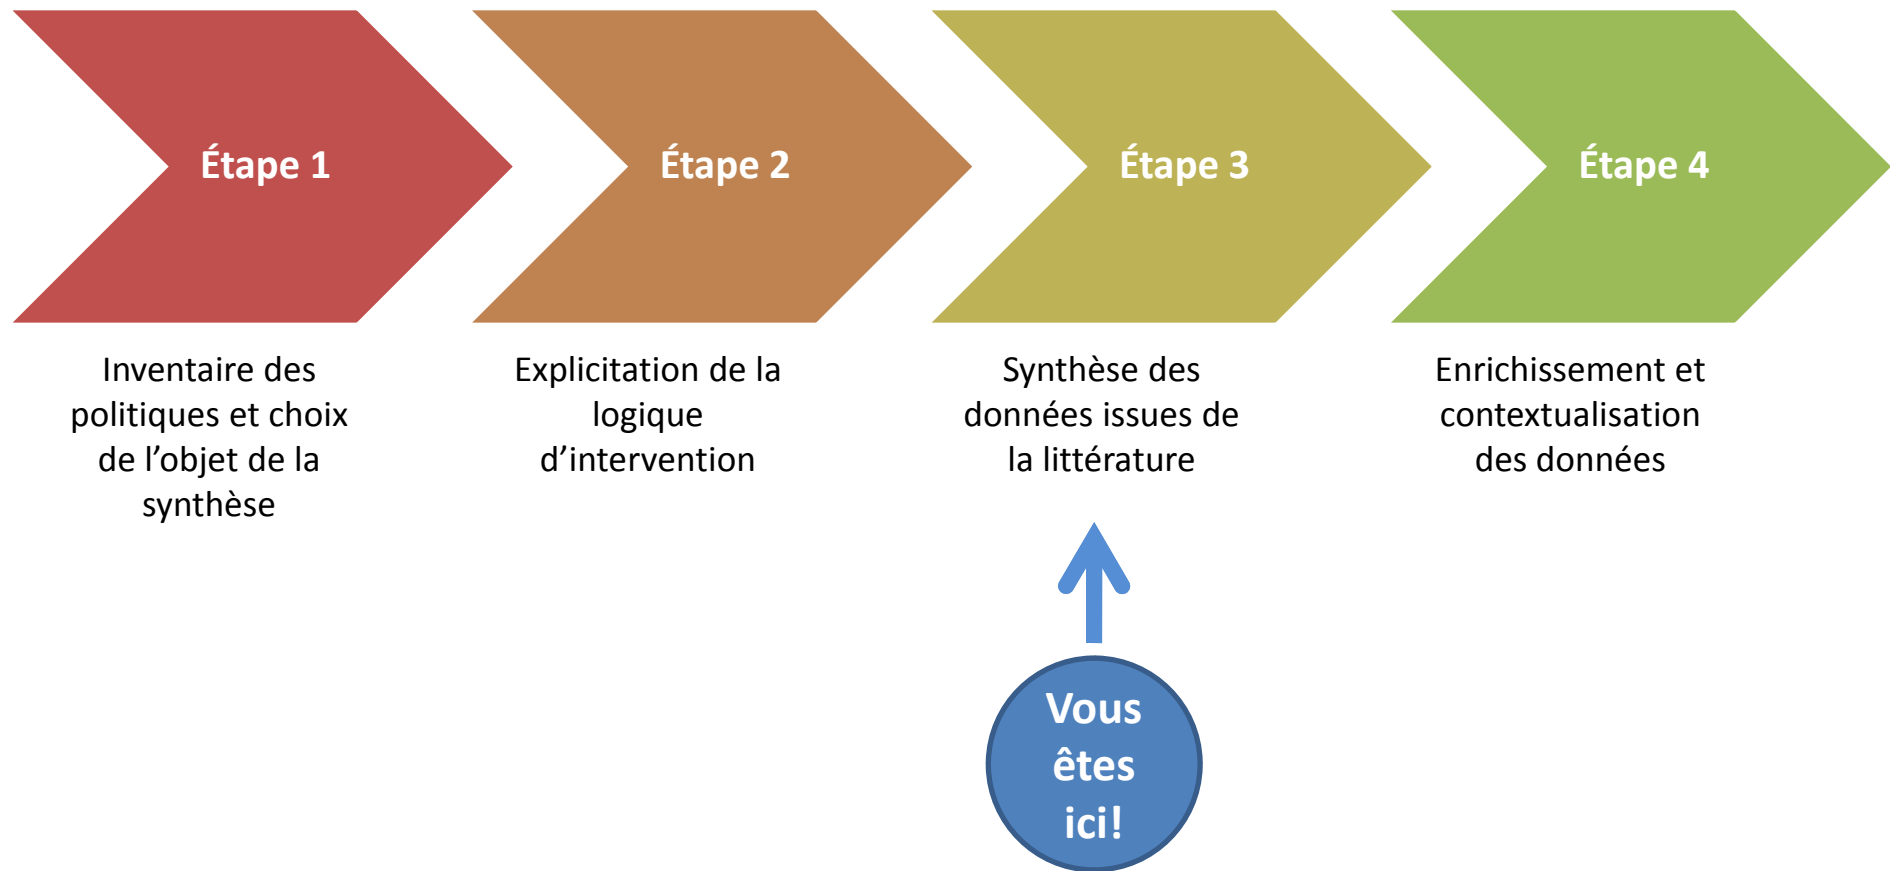 Étape 1
Étape 2
Étape 3
Étape 4
Inventaire des
politiques et choix
de l’objet de la
synthèse
Explicitation de la
logique
d’intervention
Synthèse des
données issues de
la littérature
Enrichissement et
contextualisation
des données
Vous
êtes
ici!